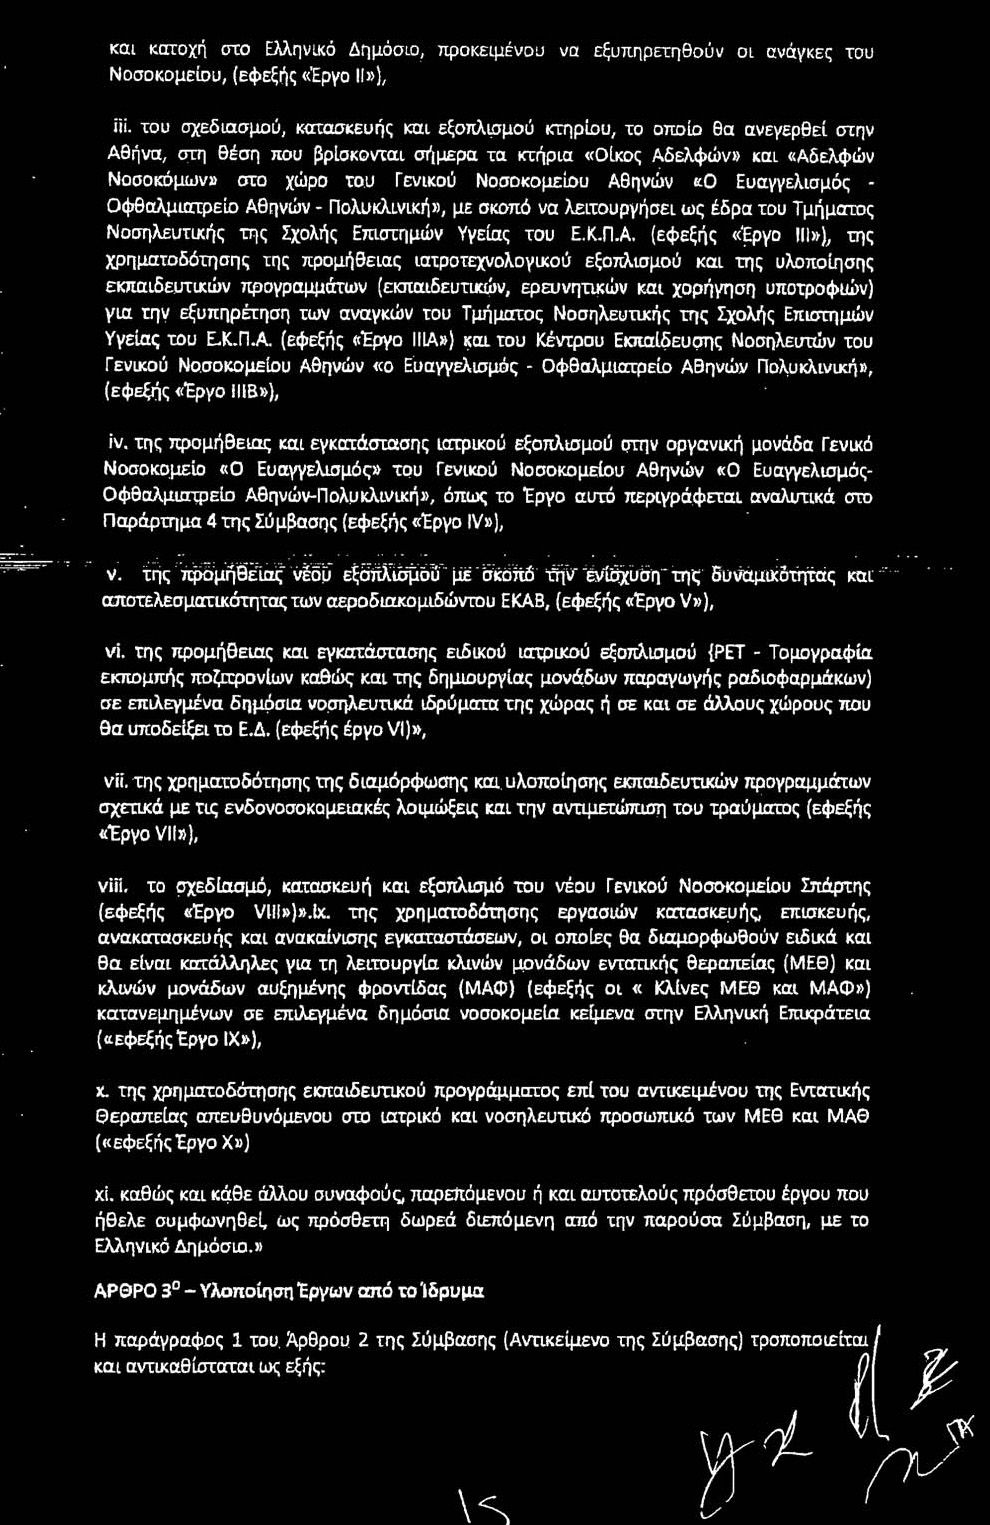 και κατοχή στο Ελληνικό Δημόσιο, προκειμένου να εξυπηρετηθούν οι ανάγκες του
Νοσοκομείου, (εφεξής «Έργο ΙΙ»),
iii. του σχεδιασμού, κατασκευής και εξοπλισμού κτηρίου, το οποίο θα ανεγερθεί στην
Αθήνα, στη θέση που βρίσκονται σήμερα τα κτήρια «Οίκος Αδελφών» και «Αδελφών
Νοσοκόμων» στο χώρο του Γενικού Νοσοκομείου Αθηνών «Ο Ευαγγελισμός -
Οφθαλμιατρείο Αθηνών - Πολυκλινική», με σκοπό να λειτουργήσει ως έδρα του Τμήματος
Νοσηλευτικής της Σχολής Επιστημών Υγείας του Ε.Κ.Π.Α. (εφεξής «Έργο ΙΙΙ»), της
χρηματοδότησης της προμήθειας ιατροτεχνολογικού εξοπλισμού και της υλοποίησης
εκπαιδευτικών προγραμμάτων (εκπαιδευτικών, ερευνητικών και χορήγηση υποτροφιών)
για την εξυπηρέτηση των αναγκών του Τμήματος Νοσηλευτικής της Σχολής Επιστημών
Υγείας του Ε.Κ.Π.Α. (εφεξής «Έργο ΙΙΙΑ») και του Κέντρου Εκπαίδευσης Νοσηλευτών του
Γενικού Νοσοκομείου Αθηνών «ο Ευαγγελισμός - Οφθαλμιατρείο Αθηνών Πολυκλινική»,
(εφεξής «Έργο ΙΙΙΒ»),
iv. της προμήθειας και εγκατάστασης ιατρικού εξοπλισμού στην οργανική μονάδα Γενικό
Νοσοκομείο «Ο Ευαγγελισμός» του Γενικού Νοσοκομείου Αθηνών «Ο Ευαγγελισμός-
Οφθαλμιατρείο Αθηνών-Πολυκλινική», όπως το Έργο αυτό περιγράφεται αναλυτικά στο
Παράρτημα 4 της Σύμβασης (εφεξής «Έργο IV»),
v. της προμήθειας νέου εξοπλισμού με σκοπό την ενίσχυση της δυναμικότητας και
αποτελεσματικότητας των αεροδιακομιδών του ΕΚΑΒ, (εφεξής «Έργο V»),
vi. της προμήθειας και εγκατάστασης ειδικού ιατρικού εξοπλισμού {PET - Τομογραφία
εκπομπής ποζιτρονίων καθώς και της δημιουργίας μονάδων παραγωγής ραδιοφαρμάκων)
σε επιλεγμένα δημόσια νοσηλευτικά ιδρύματα της χώρας ή σε και σε άλλους χώρους που
θα υποδείξει το Ε.Δ. (εφεξής έργο VI)»,
vii. της χρηματοδότησης της διαμόρφωσης και υλοποίησης εκπαιδευτικών προγραμμάτων
σχετικά με τις ενδονοσοκομειακές λοιμώξεις και την αντιμετώπιση του τραύματος (εφεξής
«Έργο VII»),
viii. το σχεδίασμό, κατασκευή και εξοπλισμό του νέου Γενικού Νοσοκομείου Σπάρτης
(εφεξής «Έργο VIII»)».ix. της χρηματοδότησης εργασιών κατασκευής, επισκευής,
ανακατασκευής και ανακαίνισης εγκαταστάσεων, οι οποίες θα διαμορφωθούν ειδικά και
θα είναι κατάλληλες για τη λειτουργία κλινών μονάδων εντατικής θεραπείας (ΜΕΘ) και
κλινών μονάδων αυξημένης φροντίδας (ΜΑΦ) (εφεξής οι « Κλίνες ΜΕΘ και ΜΑΦ»)
κατανεμημένων σε επιλεγμένα δημόσια νοσοκομεία κείμενα στην Ελληνική Επικράτεια
(«εφεξής Έργο ΙΧ»),
x. της χρηματοδότησης εκπαιδευτικού προγράμματος επί του αντικειμένου της Εντατικής
Θεραπείας απευθυνόμενου στο ιατρικό και νοσηλευτικό προσωπικό των ΜΕΘ και ΜΑΘ
(«εφεξής Έργο Χ»)
xi. καθώς και κάθε άλλου συναφούς, παρεπόμενου ή και αυτοτελούς πρόσθετου έργου που
ήθελε συμφωνηθεί, ως πρόσθετη δωρεά διεπόμενη από την παρούσα Σύμβαση, με το
Ελληνικό Δημόσιο.»
ΑΡΘΡΟ 3ο – Υλοποίηση Έργων από το Ίδρυμα
Η παράγραφος 1 του Άρθρου 2 της Σύμβασης (Αντικείμενο της Σύμβασης) τροποποιείται
και αντικαθίσταται ως εξής: